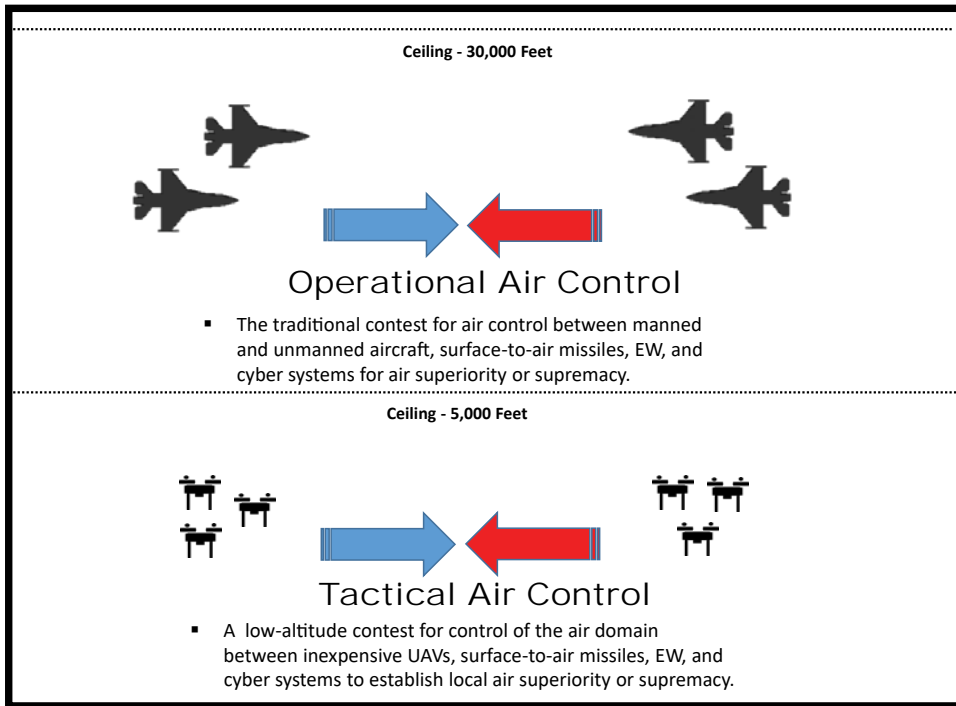 Ceiling - 30,000 Feet
Operational Air Control
▪ The traditional contest for air control between manned
and unmanned aircraft, surface-to-air missiles, EW, and
cyber systems for air superiority or supremacy.
Ceiling - 5,000 Feet
Tactical Air Control
▪ A low-altitude contest for control of the air domain
between inexpensive UAVs, surface-to-air missiles, EW, and
cyber systems to establish local air superiority or supremacy.